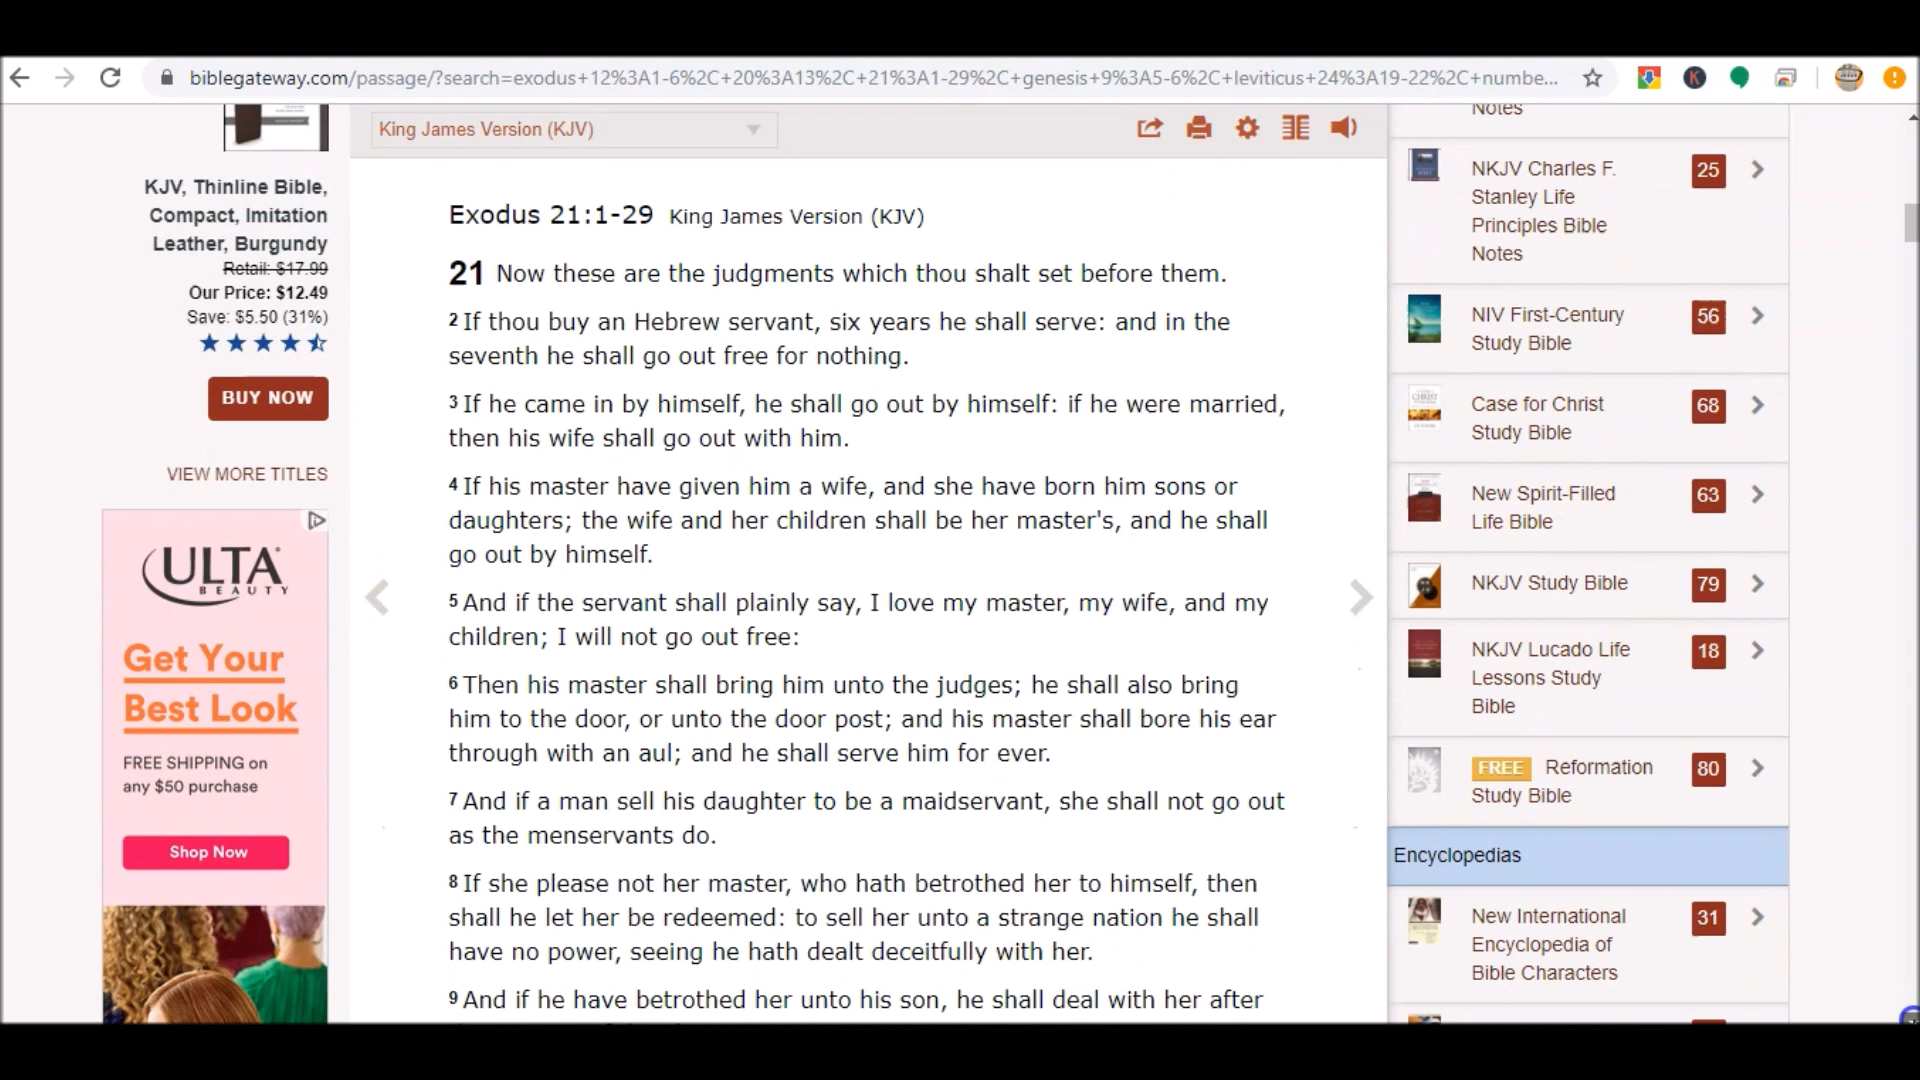 biblegateway.com/passage/?search=exodus+12%3A1-6%2C+20%3A13%2C+21%3A1-29%2C+genesis+9%3A5-6%2C+leviticus+24%3A19-22%2C+numbe...
KJV, Thinline Bible,
Compact, Imitation
Leather, Burgundy
Retail: $17.99
Our Price: $12.49
Save: $5.50 (31%)
BUY NOW
VIEW MORE TITLES
ULTA
BEAUTY
Get Your
Best Look
FREE SHIPPING on
any $50 purchase
Shop Now
King James Version (KJV)
Exodus 21:1-29 King James Version (KJV)
21 Now these are the judgments which thou shalt set before them.
2 If thou buy an Hebrew servant, six years he shall serve: and in the
seventh he shall go out free for nothing.
3 If he came in by himself, he shall go out by himself: if he were married,
then his wife shall go out with him.
4 If his master have given him a wife, and she have born him sons or
daughters; the wife and her children shall be her master's, and he shall
go out by himself.
5 And if the servant shall plainly say, I love my master, my wife, and my
children; I will not go out free:
6 Then his master shall bring him unto the judges; he shall also bring
him to the door, or unto the door post; and his master shall bore his ear
through with an aul; and he shall serve him for ever.
7 And if a man sell his daughter to be a maidservant, she shall not go out
as the menservants do.
8 If she please not her master, who hath betrothed her to himself, then
shall he let her be redeemed: to sell her unto a strange nation he shall
have no power, seeing he hath dealt deceitfully with her.
9 And if he have betrothed her unto his son, he shall deal with her after
Notes
NKJV Charles F. 25
Stanley Life
Principles Bible
Notes
NIV First-Century 56
Study Bible
Case for Christ 68
Study Bible
New Spirit-Filled 63
Life Bible
NKJV Study Bible 79
NKJV Lucado Life 18
Lessons Study
Bible
FREE Reformation 80
Study Bible
Encyclopedias
New International 31
Encyclopedia of
Bible Characters